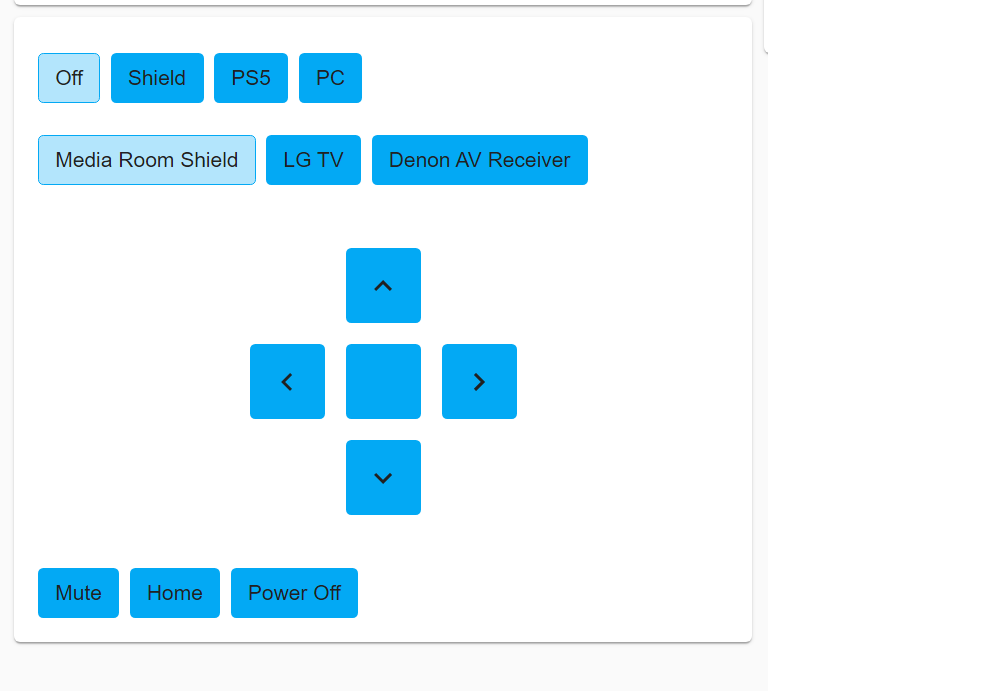 Off Shield PS5 PC
Media Room Shield LG TV Denon AV Receiver
Mute Home Power Off